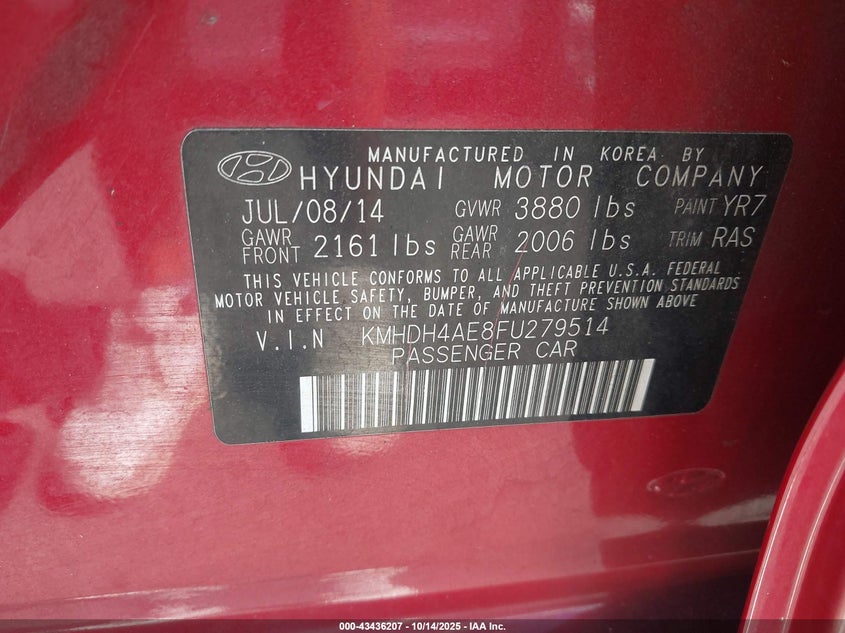 MANUFACTURED IN KOREA BY
HYUNDAI MOTOR COMPANY
JUL/08/14 GVWR 3880 lbs PAINT YR7
GAWR FRONT 2161 lbs GAWR REAR 2006 lbs TRIM RAS
THIS VEHICLE CONFORMS TO ALL APPLICABLE U.S.A. FEDERAL
MOTOR VEHICLE SAFETY, BUMPER, AND THEFT PREVENTION STANDARDS
IN EFFECT ON THE DATE OF MANUFACTURE SHOWN ABOVE
V.I.N KMHDH4AE8FU279514
PASSENGER CAR
000-43436207 - 10/14/2025 - IAA Inc.